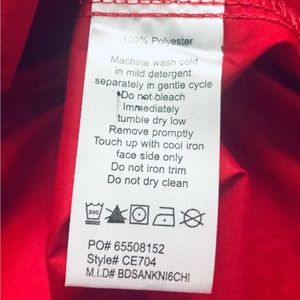 100% Polyester
Machine wash cold
in mild detergent
separately in gentle cycle
Do not bleach
Immediately
tumble dry low
Remove promptly
Touch up with cool iron
face side only
Do not iron trim
Do not dry clean
PO# 65508152
Style# CE704
M.I.D# BDSANKNI6CHI